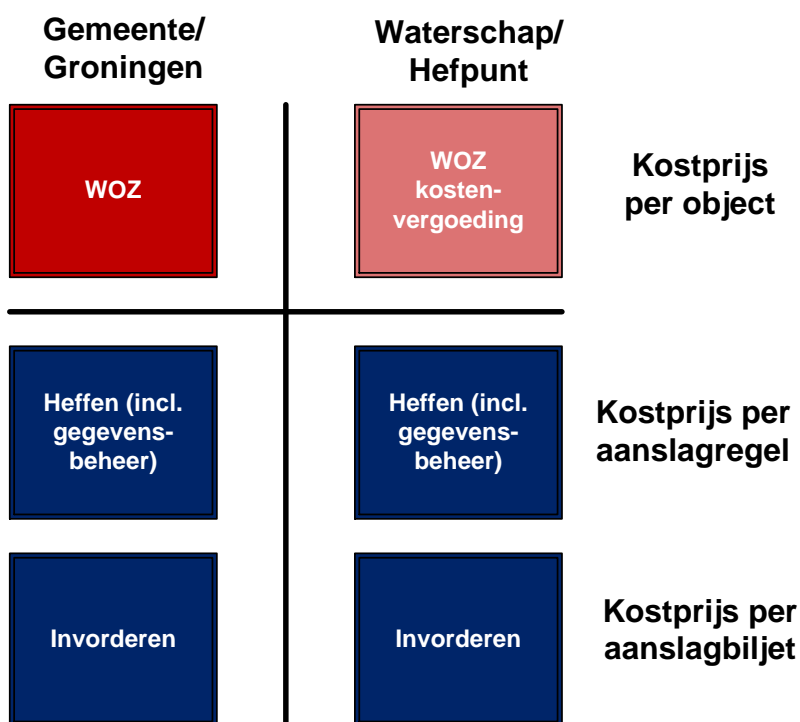 Gemeente/
Groningen
Waterschap/
Hefpunt
WOZ
WOZ
kosten-
vergoeding
Kostprijs
per object
Heffen (incl.
gegevens-
beheer)
Heffen (incl.
gegevens-
beheer)
Kostprijs per
aanslagregel
Invorderen
Invorderen
Kostprijs per
aanslagbiljet